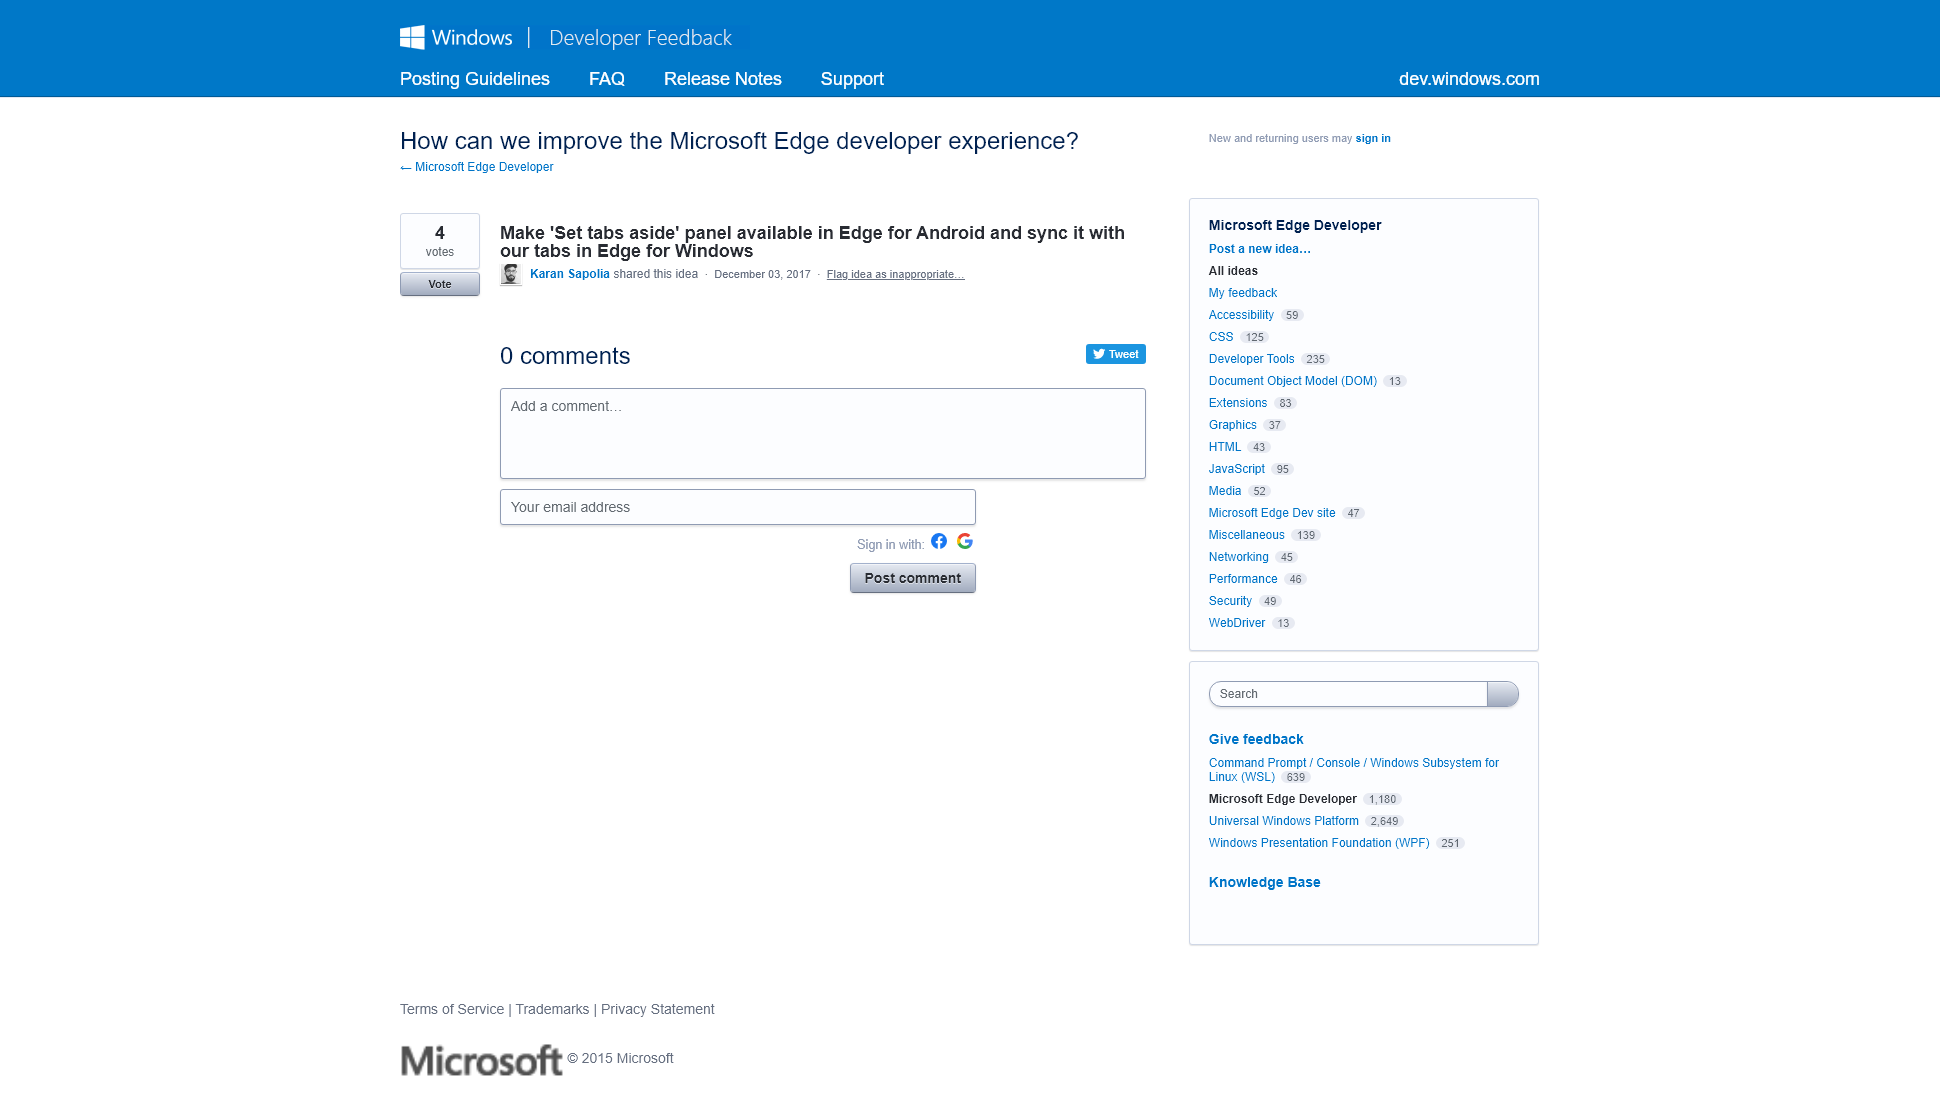 Windows | Developer Feedback
Posting Guidelines FAQ Release Notes Support dev.windows.com
How can we improve the Microsoft Edge developer experience?
← Microsoft Edge Developer
New and returning users may sign in
4
votes
Vote
Make 'Set tabs aside' panel available in Edge for Android and sync it with
our tabs in Edge for Windows
Karan Sapolia shared this idea · December 03, 2017 · Flag idea as inappropriate…
0 comments
Tweet
Add a comment…
Your email address
Sign in with:
Post comment
Microsoft Edge Developer
Post a new idea…
All ideas
My feedback
Accessibility 59
CSS 125
Developer Tools 235
Document Object Model (DOM) 13
Extensions 83
Graphics 37
HTML 43
JavaScript 95
Media 52
Microsoft Edge Dev site 47
Miscellaneous 139
Networking 45
Performance 46
Security 49
WebDriver 13
Search
Give feedback
Command Prompt / Console / Windows Subsystem for
Linux (WSL) 639
Microsoft Edge Developer 1,180
Universal Windows Platform 2,649
Windows Presentation Foundation (WPF) 251
Knowledge Base
Terms of Service | Trademarks | Privacy Statement
Microsoft © 2015 Microsoft